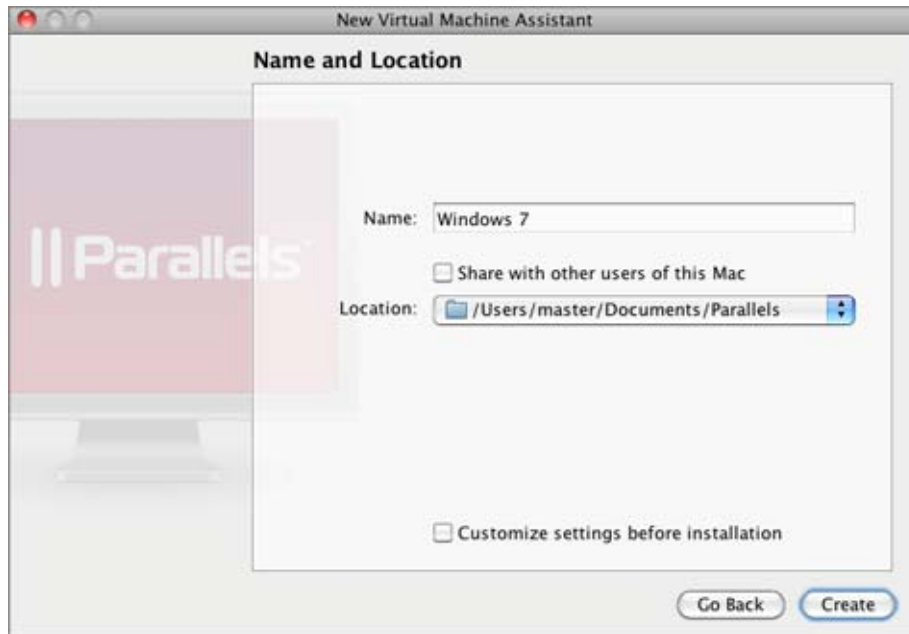 New Virtual Machine Assistant
Name and Location
|| Parallels
Name: Windows 7
Share with other users of this Mac
Location: /Users/master/Documents/Parallels
Customize settings before installation
Go Back
Create